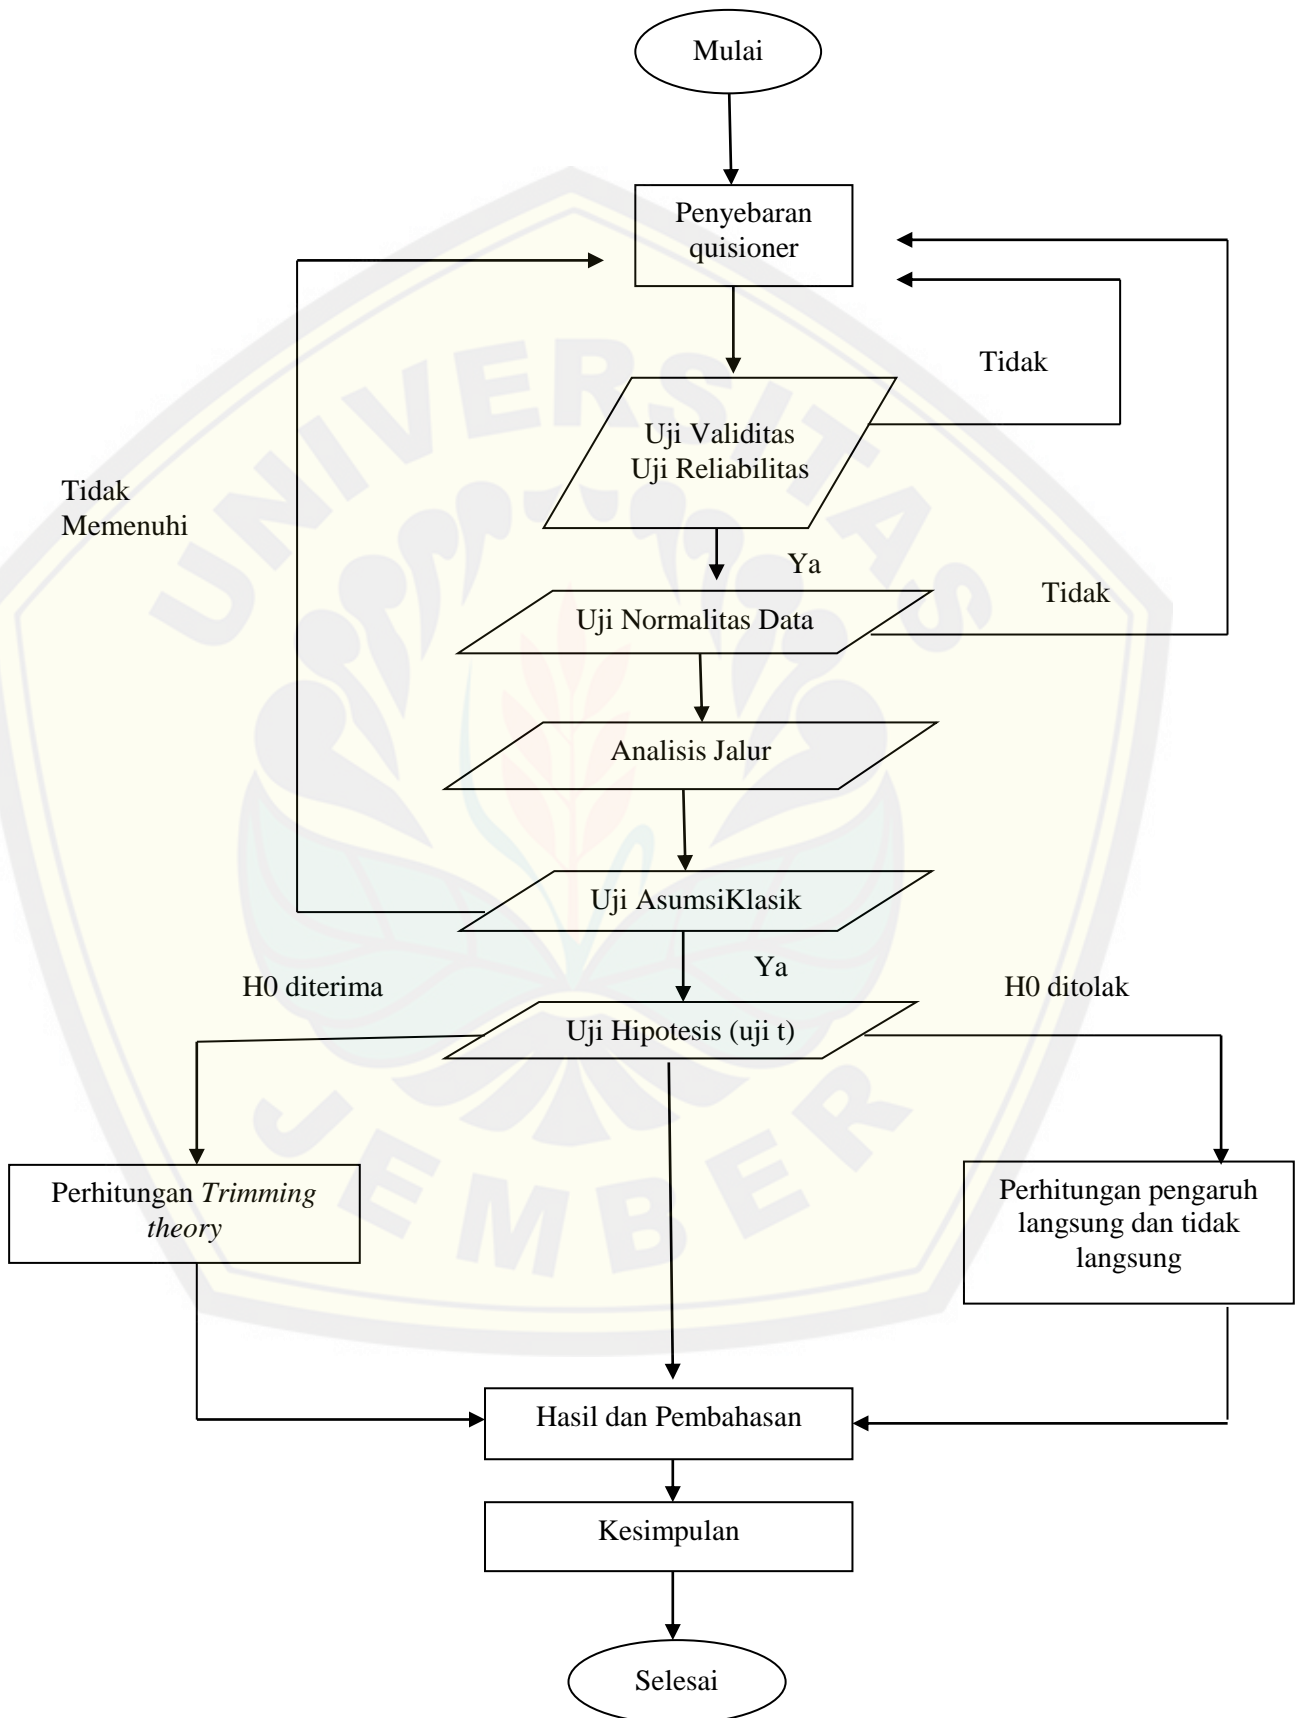 Mulai
Penyebaran
quisioner
Tidak
Uji Validitas
Uji Reliabilitas
Tidak
Memenuhi
Ya
Tidak
Uji Normalitas Data
Analisis Jalur
Uji AsumsiKlasik
Ya
H0 diterima
H0 ditolak
Uji Hipotesis (uji t)
Perhitungan Trimming
theory
Perhitungan pengaruh
langsung dan tidak
langsung
Hasil dan Pembahasan
Kesimpulan
Selesai
UNIVERSITAS
JEMBER